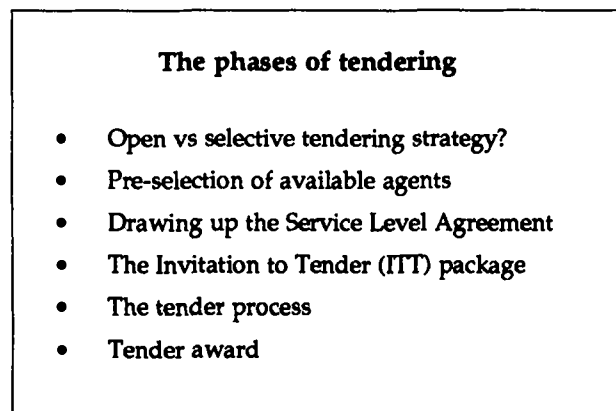 The phases of tendering
• Open vs selective tendering strategy?
• Pre-selection of available agents
• Drawing up the Service Level Agreement
• The Invitation to Tender (ITT) package
• The tender process
• Tender award